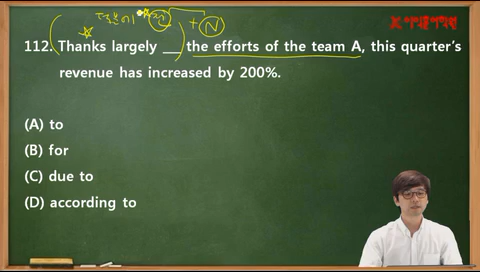 + N
112. Thanks largely __ the efforts of the team A, this quarter's
revenue has increased by 200%.
(A) to
(B) for
(C) due to
(D) according to